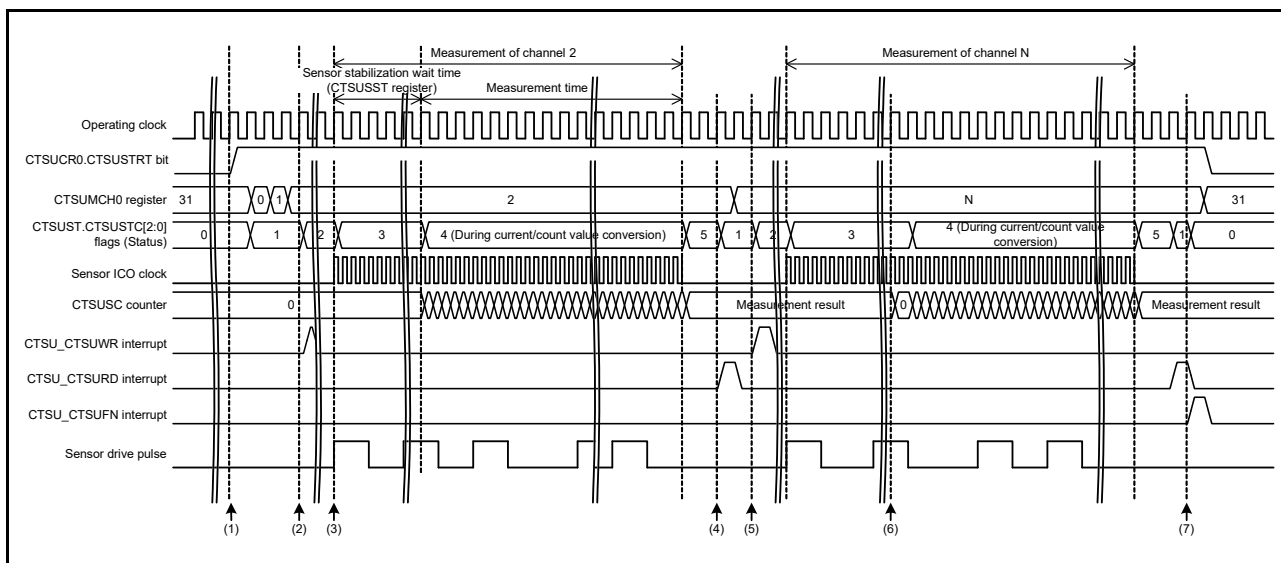 Measurement of channel 2
Measurement of channel N
Sensor stabilization wait time
(CTSUSST register)
Measurement time
Operating clock
CTSUCR0.CTSUSTRT bit
CTSUMCH0 register
31 0 1 2 N 31
CTSUST.CTSUSTC[2:0]
flags (Status)
0 1 2 3 4 (During current/count value conversion) 5 1 2 3 4 (During current/count value
conversion) 5 1 0
Sensor ICO clock
CTSUSC counter
0 Measurement result 0 Measurement result
CTSU_CTSUWR interrupt
CTSU_CTSURD interrupt
CTSU_CTSUFN interrupt
Sensor drive pulse
(1) (2) (3) (4) (5) (6) (7)